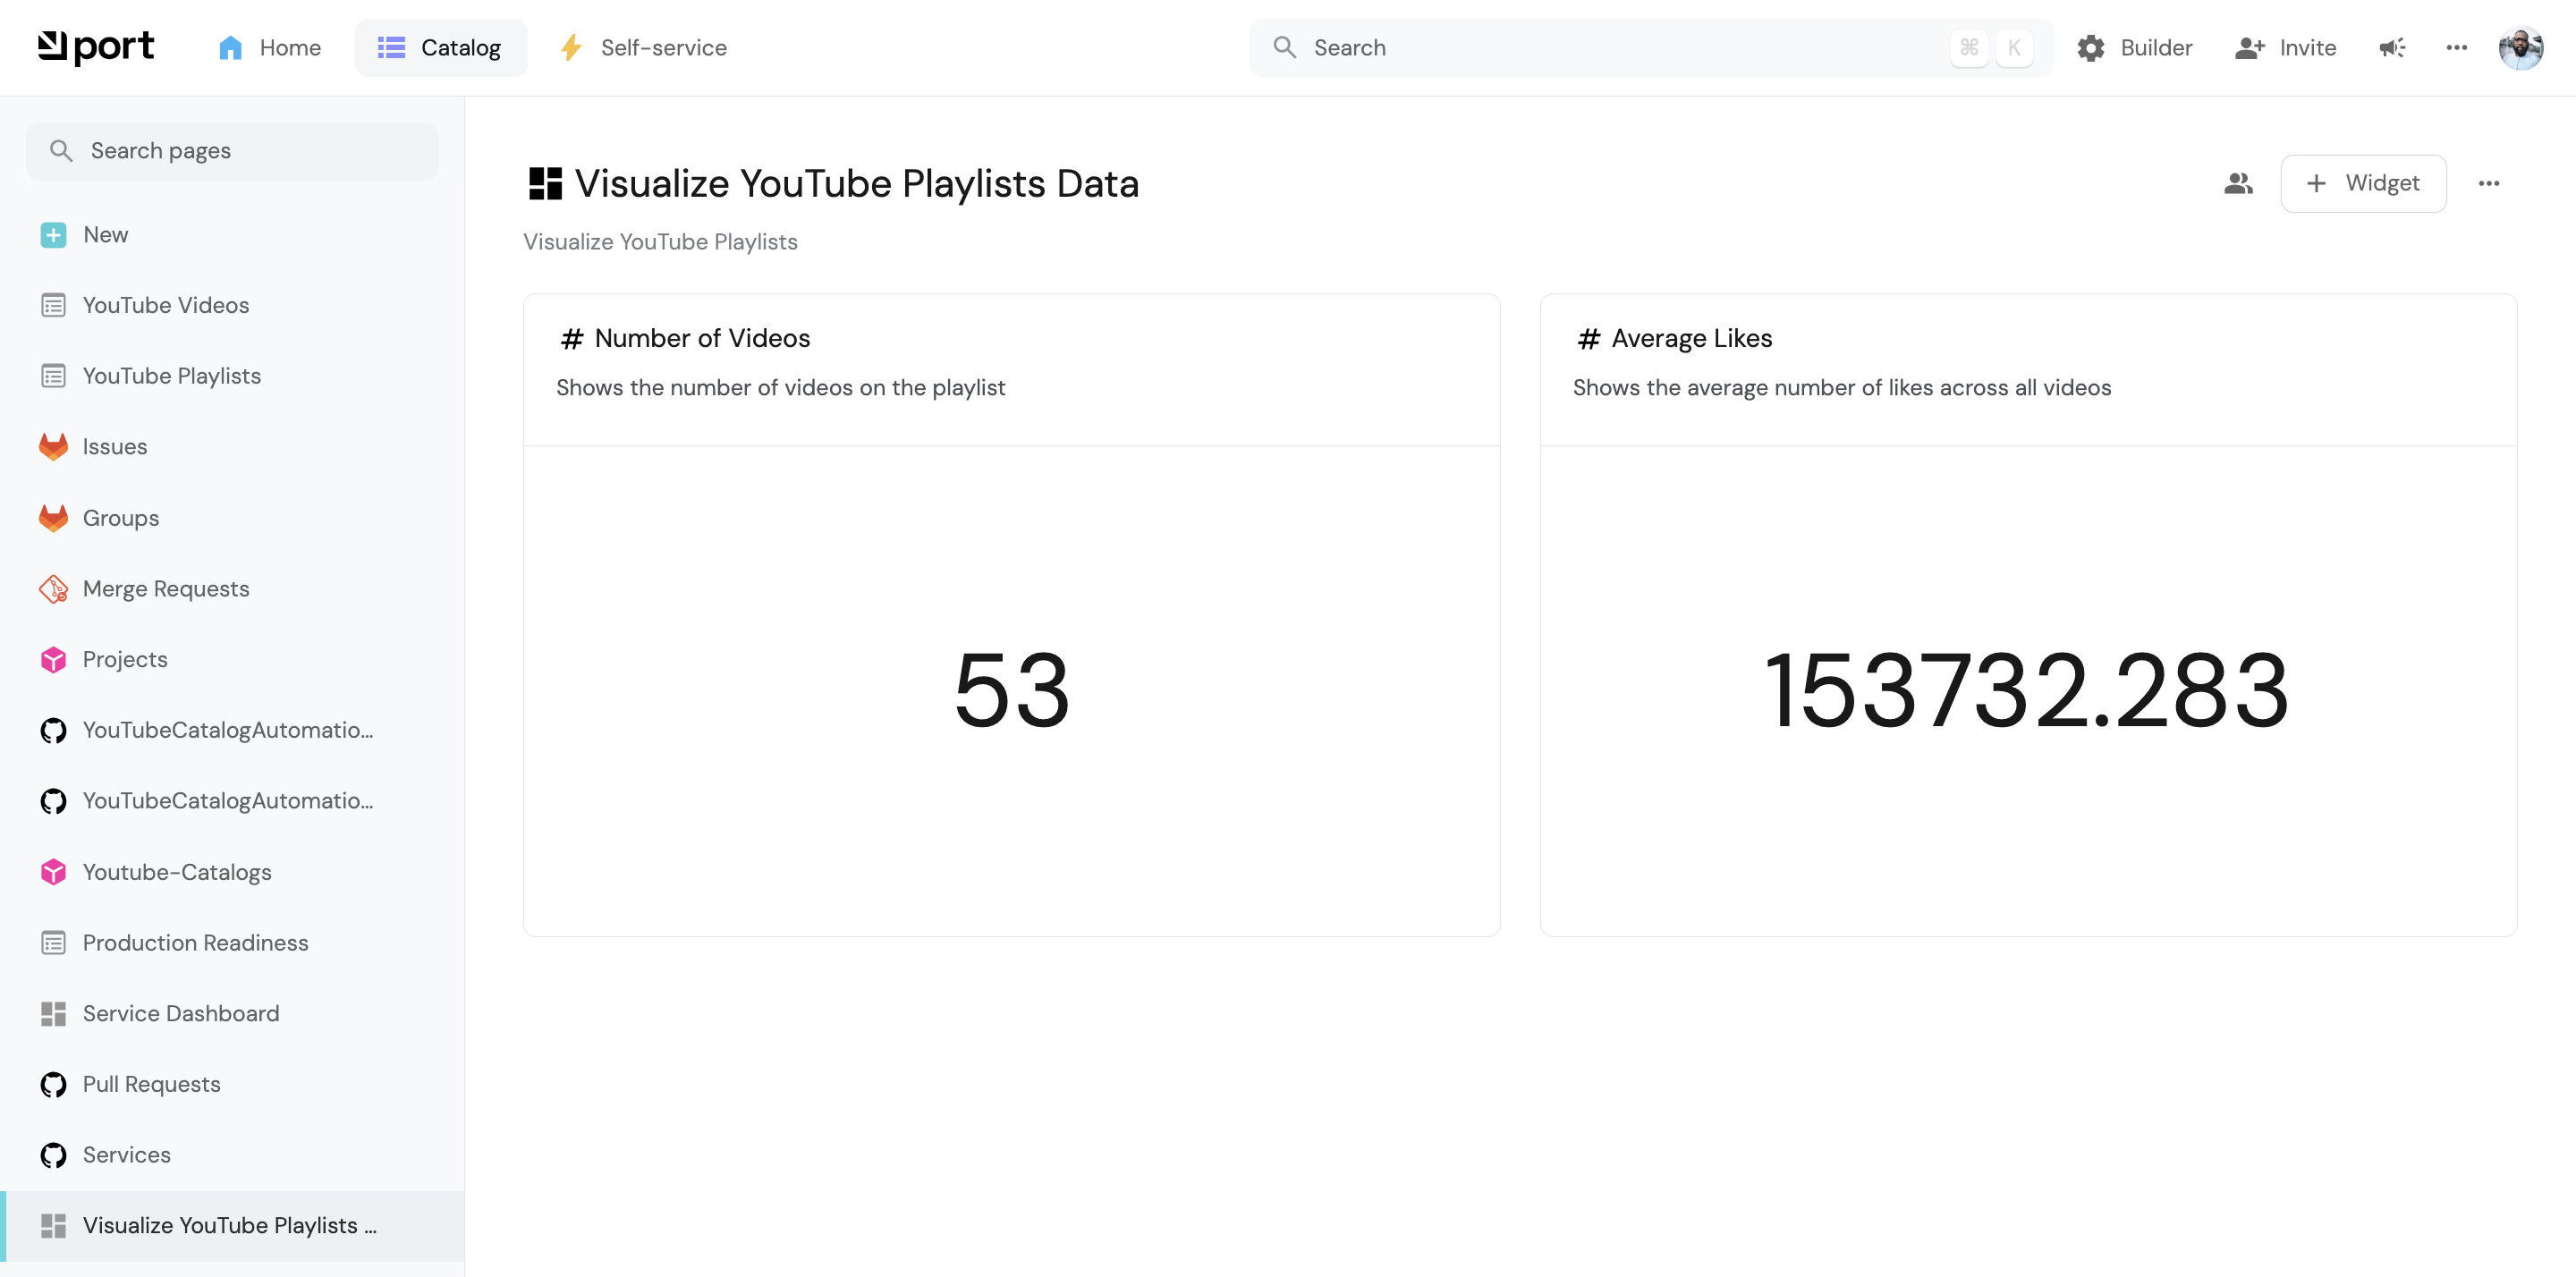 port
Home
Catalog
Self-service
Search
⌘ K
Builder
Invite
Search pages
New
YouTube Videos
YouTube Playlists
Issues
Groups
Merge Requests
Projects
YouTubeCatalogAutomatio...
YouTubeCatalogAutomatio...
Youtube-Catalogs
Production Readiness
Service Dashboard
Pull Requests
Services
Visualize YouTube Playlists ...
Visualize YouTube Playlists Data
Widget
Visualize YouTube Playlists
# Number of Videos
Shows the number of videos on the playlist
53
# Average Likes
Shows the average number of likes across all videos
153732.283